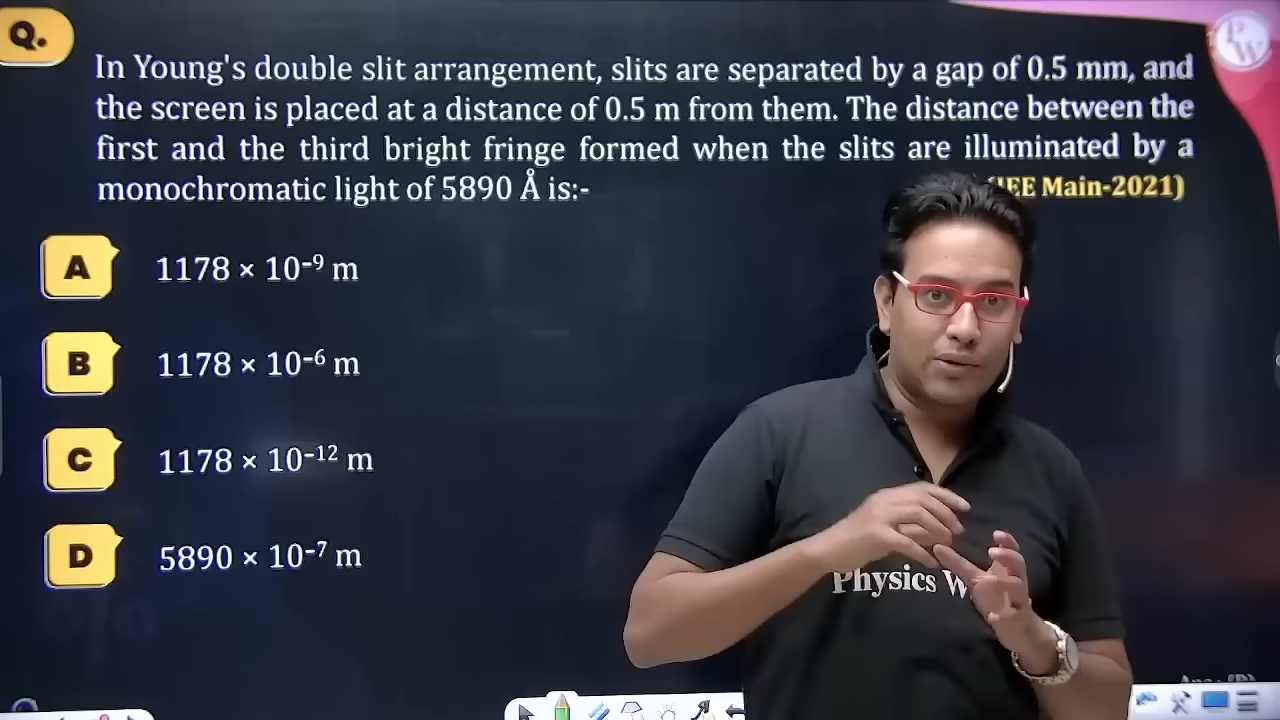 Q.
In Young's double slit arrangement, slits are separated by a gap of 0.5 mm, and
the screen is placed at a distance of 0.5 m from them. The distance between the
first and the third bright fringe formed when the slits are illuminated by a
monochromatic light of 5890 Å is:-
(JEE Main-2021)
A 1178 × 10⁻⁹ m
B 1178 × 10⁻⁶ m
C 1178 × 10⁻¹² m
D 5890 × 10⁻⁷ m
Physics W
PW